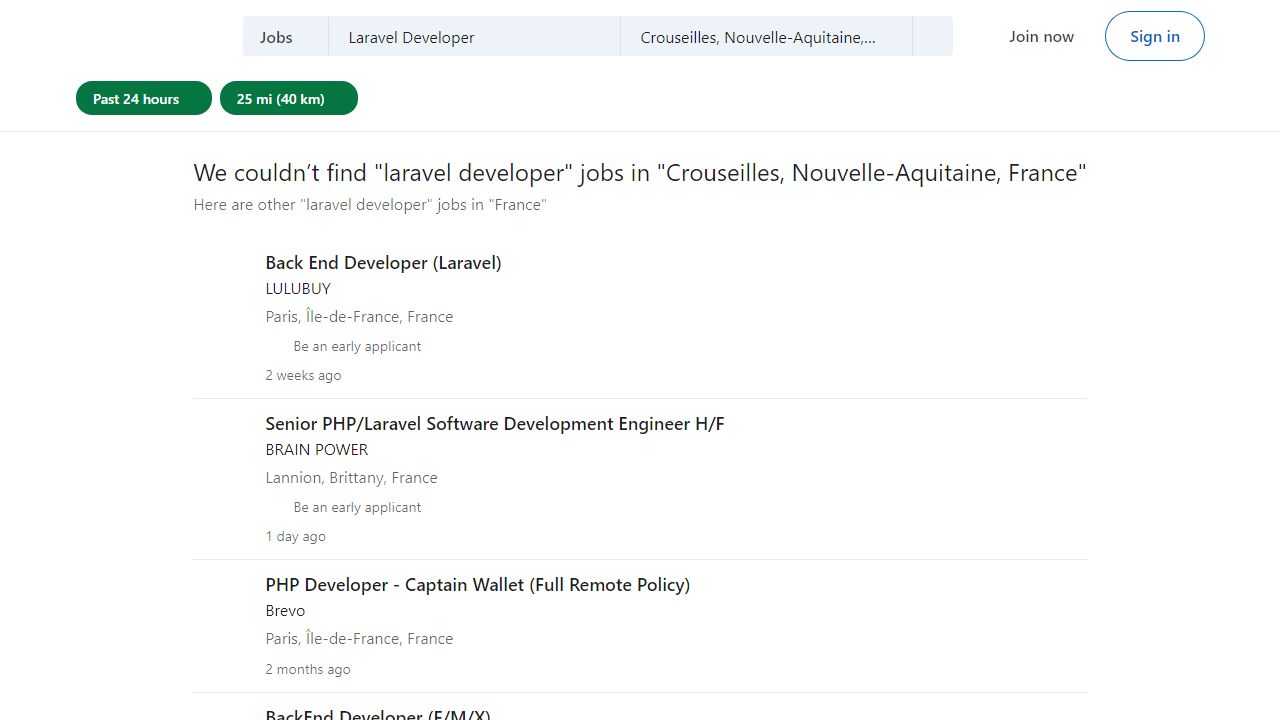 Jobs
Laravel Developer
Crouseilles, Nouvelle-Aquitaine,...
Join now
Sign in
Past 24 hours
25 mi (40 km)
We couldn’t find "laravel developer" jobs in "Crouseilles, Nouvelle-Aquitaine, France"
Here are other "laravel developer" jobs in "France"
Back End Developer (Laravel)
LULUBUY
Paris, Île-de-France, France
Be an early applicant
2 weeks ago
Senior PHP/Laravel Software Development Engineer H/F
BRAIN POWER
Lannion, Brittany, France
Be an early applicant
1 day ago
PHP Developer - Captain Wallet (Full Remote Policy)
Brevo
Paris, Île-de-France, France
2 months ago
BackEnd Developer (F/M/X)